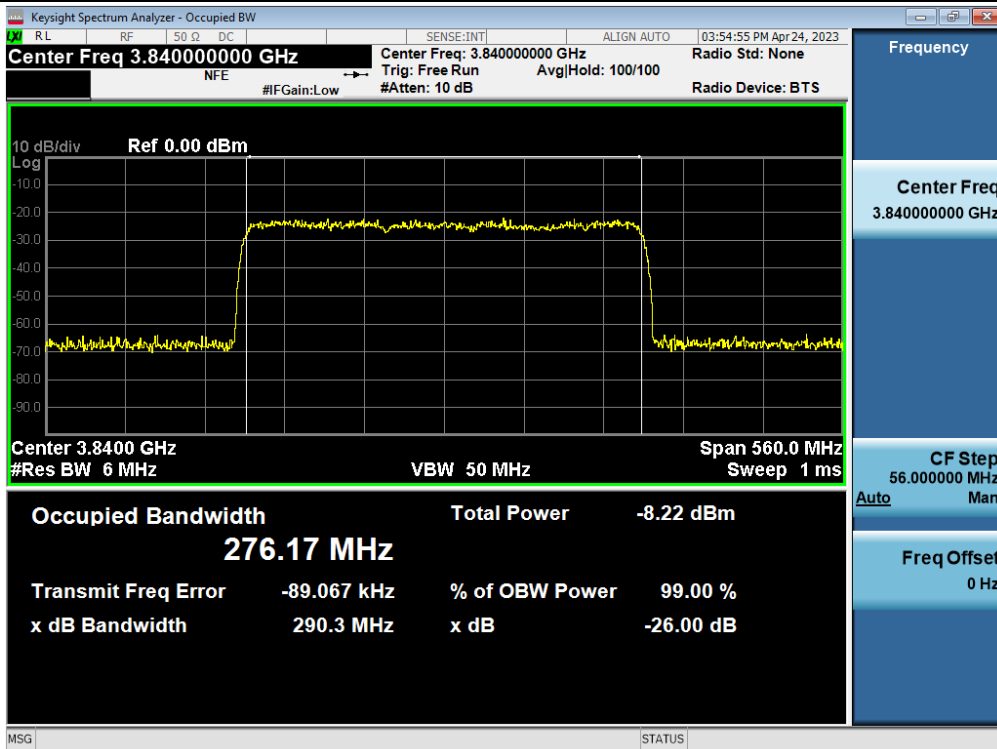 Keysight Spectrum Analyzer - Occupied BW
LXI RL RF 50 Ω DC SENSE:INT ALIGN AUTO 03:54:55 PM Apr 24, 2023
Center Freq 3.840000000 GHz
NFE
#IFGain:Low
Center Freq: 3.840000000 GHz
Trig: Free Run Avg|Hold: 100/100
#Atten: 10 dB
Radio Std: None
Radio Device: BTS
10 dB/div Ref 0.00 dBm
Log
-10.0
-20.0
-30.0
-40.0
-50.0
-60.0
-70.0
-80.0
-90.0
Center 3.8400 GHz Span 560.0 MHz
#Res BW 6 MHz VBW 50 MHz Sweep 1 ms
Occupied Bandwidth Total Power -8.22 dBm
276.17 MHz
Transmit Freq Error -89.067 kHz % of OBW Power 99.00 %
x dB Bandwidth 290.3 MHz x dB -26.00 dB
MSG STATUS
Frequency
Center Freq
3.840000000 GHz
CF Step
56.000000 MHz
Auto Man
Freq Offset
0 Hz